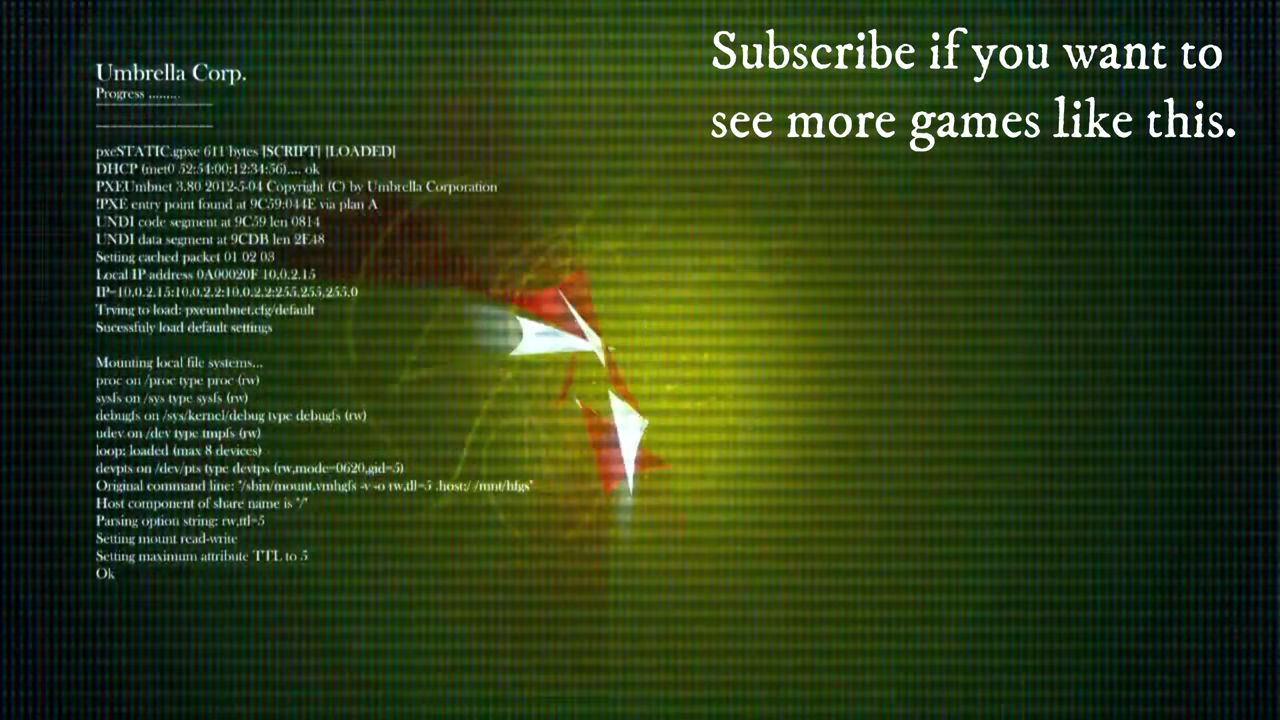 Subscribe if you want to
see more games like this.
Umbrella Corp.
Progress .........
pxeSTATIC.gpxe 611 bytes [SCRIPT] [LOADED]
DHCP (met0 52:54:00:12:34:56).... ok
PXEUmbnet 3.80 2012-5-04 Copyright (C) by Umbrella Corporation
!PXE entry point found at 9C59:044E via plan A
UNDI code segment at 9C59 len 0814
UNDI data segment at 9CDB len 2E48
Setting cached packet 01 02 03
Local IP address 0A00020F 10.0.2.15
IP=10.0.2.15:10.0.2.2:10.0.2.2:255.255.255.0
Trying to load: pxeumbnet.cfg/default
Sucessfuly load default settings
Mounting local file systems...
proc on /proc type proc (rw)
sysfs on /sys type sysfs (rw)
debugfs on /sys/kernel/debug type debugfs (rw)
udev on /dev type tmpfs (rw)
loop: loaded (max 8 devices)
devpts on /dev/pts type devtps (rw,mode=0620,gid=5)
Original command line: "/sbin/mount.vmhgfs -v -o rw,ttl=5 .host:/ /mnt/hfgs"
Host component of share name is "/"
Parsing option string: rw,ttl=5
Setting mount read-write
Setting maximum attribute TTL to 5
Ok